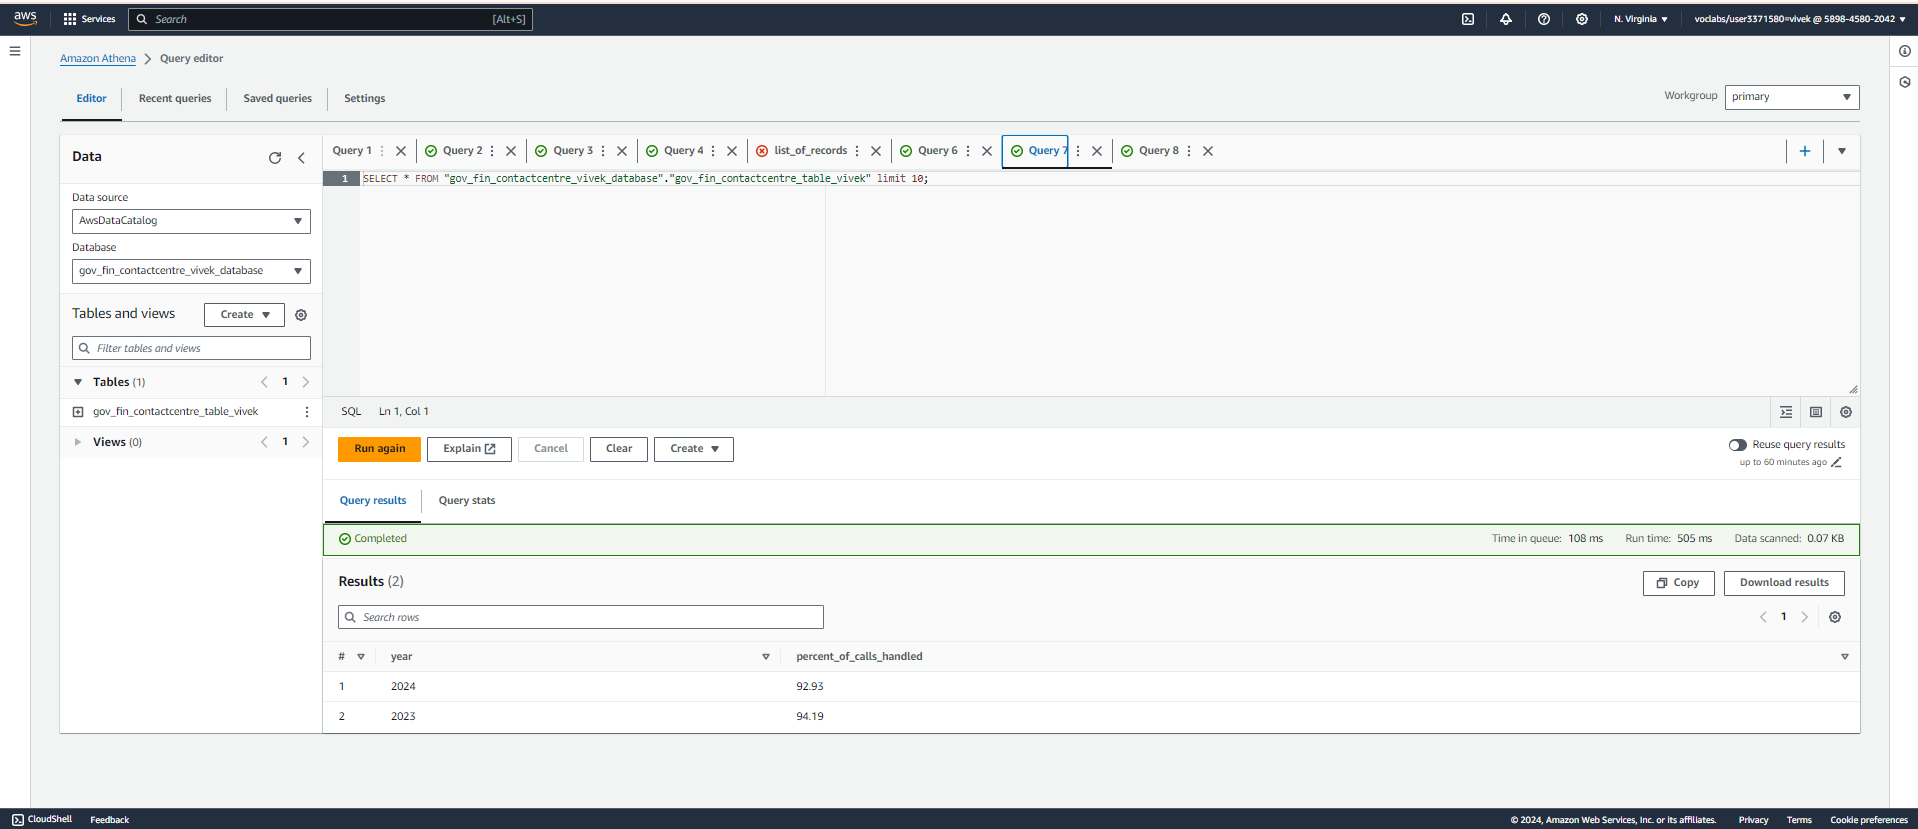 aws Services Search [Alt+S] N. Virginia voclabs/user3371580=vivek @ 5898-4580-2042
Amazon Athena Query editor
Editor Recent queries Saved queries Settings Workgroup primary
Data
Data source
AwsDataCatalog
Database
gov_fin_contactcentre_vivek_database
Tables and views Create
Filter tables and views
Tables (1) 1
gov_fin_contactcentre_table_vivek
Views (0) 1
Query 1 Query 2 Query 3 Query 4 list_of_records Query 6 Query 7 Query 8
1 SELECT * FROM "gov_fin_contactcentre_vivek_database"."gov_fin_contactcentre_table_vivek" limit 10;
SQL Ln 1, Col 1
Run again Explain Cancel Clear Create Reuse query results
up to 60 minutes ago
Query results Query stats
Completed Time in queue: 108 ms Run time: 505 ms Data scanned: 0.07 KB
Results (2) Copy Download results
Search rows 1
# year percent_of_calls_handled
1 2024 92.93
2 2023 94.19
CloudShell Feedback © 2024, Amazon Web Services, Inc. or its affiliates. Privacy Terms Cookie preferences